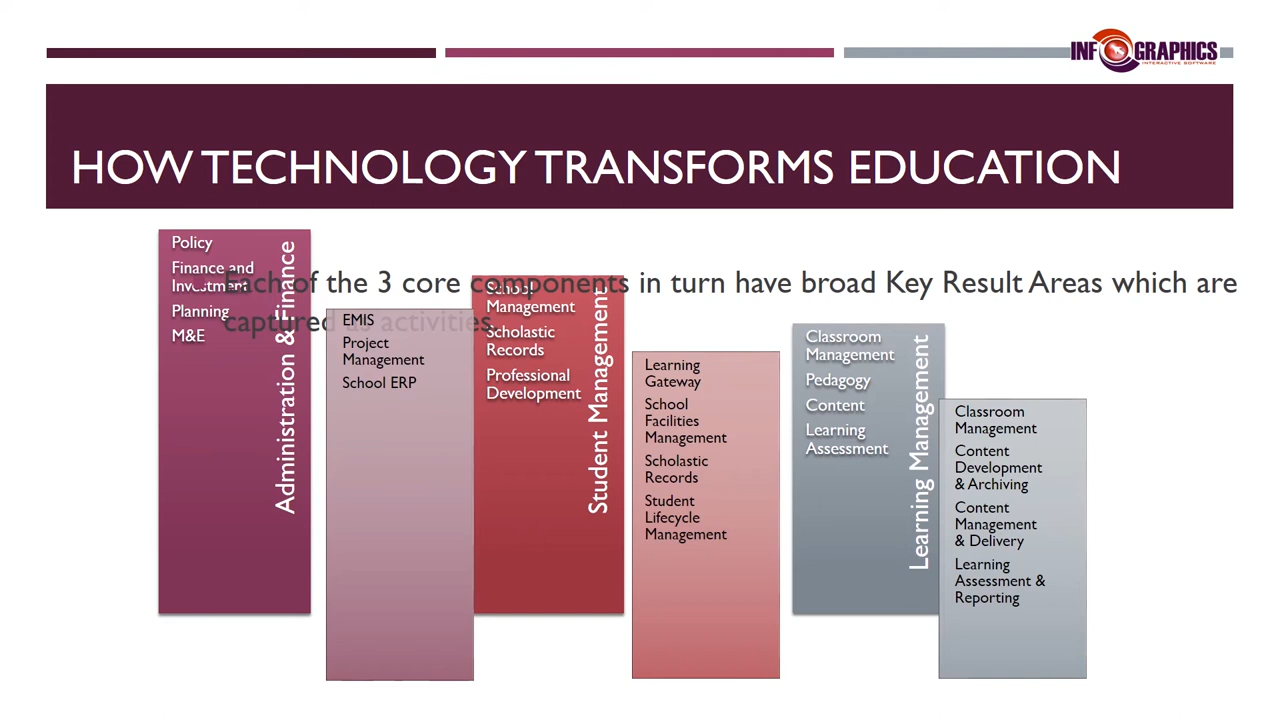 INFOGRAPHICS
INTERACTIVE SOFTWARE
HOW TECHNOLOGY TRANSFORMS EDUCATION
Each of the 3 core components in turn have broad Key Result Areas which are
captured as activities.
Policy
Finance and
Investment
Planning
M&E
Administration & Finance
EMIS
Project
Management
School ERP
School
Management
Scholastic
Records
Professional
Development
Student Management
Learning
Gateway
School
Facilities
Management
Scholastic
Records
Student
Lifecycle
Management
Classroom
Management
Pedagogy
Content
Learning
Assessment
Learning Management
Classroom
Management
Content
Development
& Archiving
Content
Management
& Delivery
Learning
Assessment &
Reporting